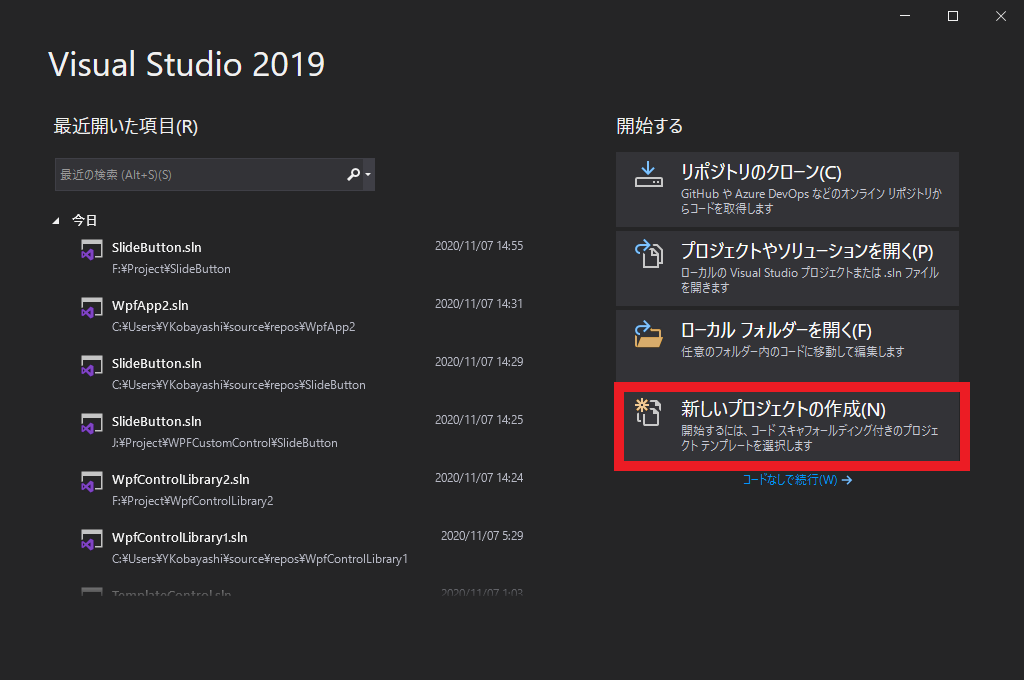 Visual Studio 2019
最近開いた項目(R)
最近の検索 (Alt+S)(S)
今日
SlideButton.sln
2020/11/07 14:55
F:¥Project¥SlideButton
WpfApp2.sln
2020/11/07 14:31
C:¥Users¥YKobayashi¥source¥repos¥WpfApp2
SlideButton.sln
2020/11/07 14:29
C:¥Users¥YKobayashi¥source¥repos¥SlideButton
SlideButton.sln
2020/11/07 14:25
J:¥Project¥WPFCustomControl¥SlideButton
WpfControlLibrary2.sln
2020/11/07 14:24
F:¥Project¥WpfControlLibrary2
WpfControlLibrary1.sln
2020/11/07 5:29
C:¥Users¥YKobayashi¥source¥repos¥WpfControlLibrary1
TemplateControl.sln
2020/11/07 1:03
開始する
リポジトリのクローン(C)
GitHub や Azure DevOps などのオンライン リポジトリか
らコードを取得します
プロジェクトやソリューションを開く(P)
ローカルの Visual Studio プロジェクトまたは .sln ファイル
を開きます
ローカル フォルダーを開く(F)
任意のフォルダー内のコードに移動して編集します
新しいプロジェクトの作成(N)
開始するには、コード スキャフォールディング付きのプロジェ
クト テンプレートを選択します
コードなしで続行(W) →